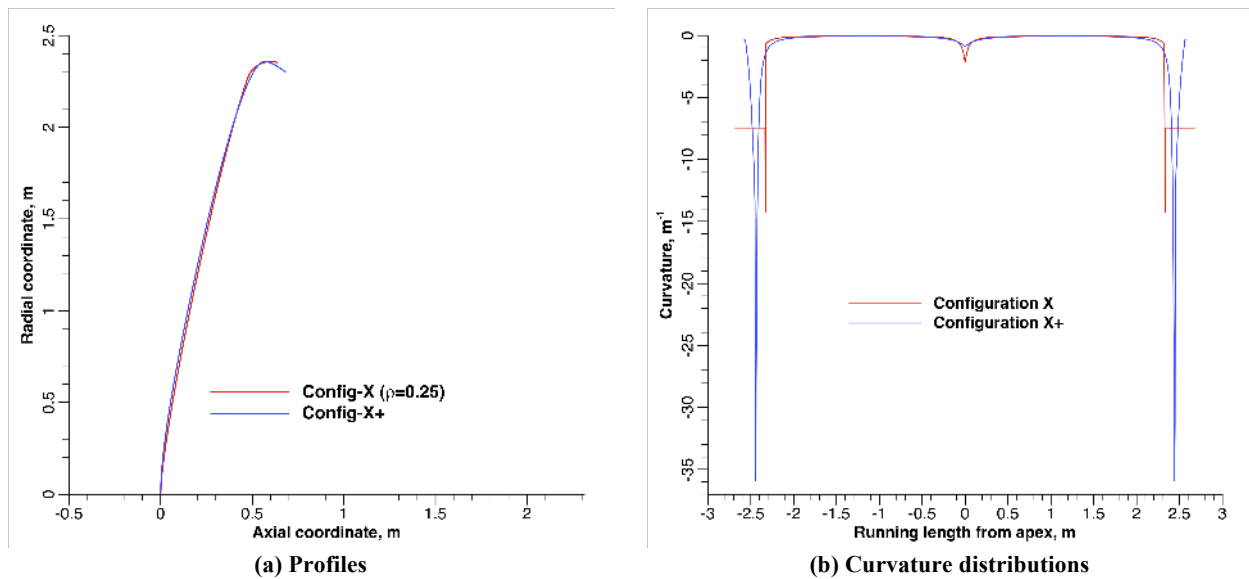 2.5
2
1.5
1
0.5
0
Radial coordinate, m
Config-X (ρ=0.25)
Config-X+
-0.5 0 0.5 1 1.5 2
Axial coordinate, m
(a) Profiles
0
-5
-10
-15
-20
-25
-30
-35
Curvature, m-1
Configuration X
Configuration X+
-3 -2.5 -2 -1.5 -1 -0.5 0 0.5 1 1.5 2 2.5 3
Running length from apex, m
(b) Curvature distributions